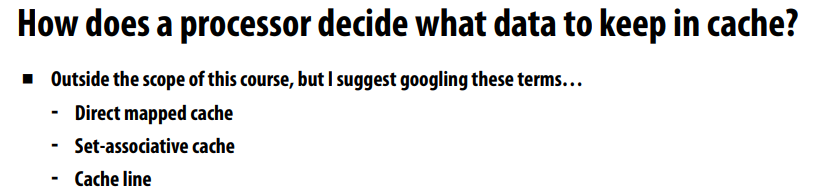 How does a processor decide what data to keep in cache?
■ Outside the scope of this course, but I suggest googling these terms…
- Direct mapped cache
- Set-associative cache
- Cache line